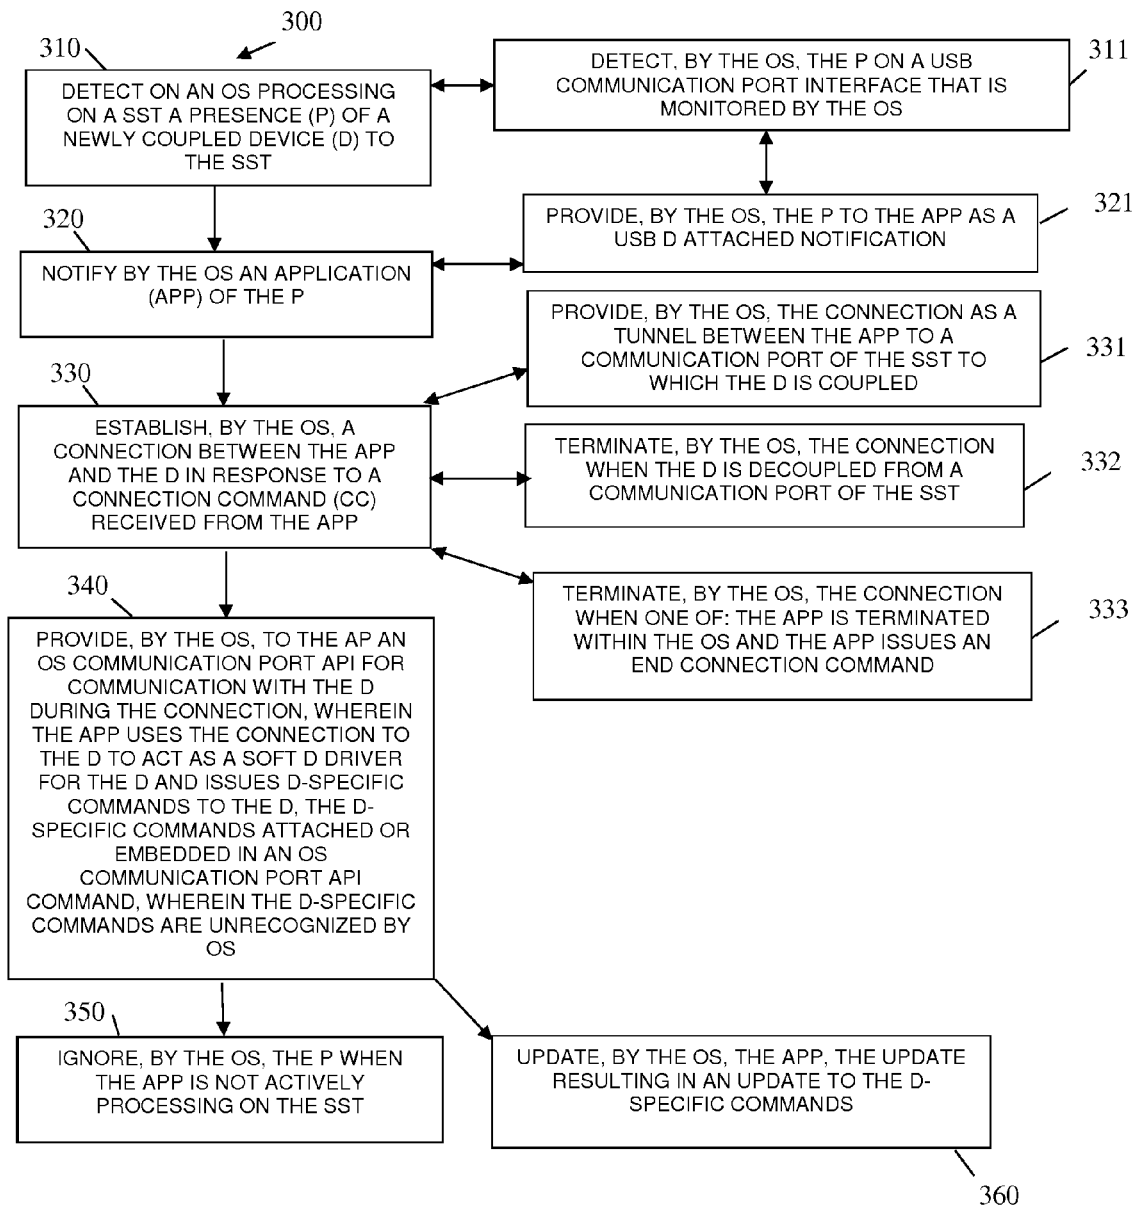 300
310
DETECT ON AN OS PROCESSING
ON A SST A PRESENCE (P) OF A
NEWLY COUPLED DEVICE (D) TO
THE SST
DETECT, BY THE OS, THE P ON A USB
COMMUNICATION PORT INTERFACE THAT IS
MONITORED BY THE OS
311
320
NOTIFY BY THE OS AN APPLICATION
(APP) OF THE P
PROVIDE, BY THE OS, THE P TO THE APP AS A
USB D ATTACHED NOTIFICATION
321
PROVIDE, BY THE OS, THE CONNECTION AS A
TUNNEL BETWEEN THE APP TO A
COMMUNICATION PORT OF THE SST TO
WHICH THE D IS COUPLED
331
330
ESTABLISH, BY THE OS, A
CONNECTION BETWEEN THE APP
AND THE D IN RESPONSE TO A
CONNECTION COMMAND (CC)
RECEIVED FROM THE APP
TERMINATE, BY THE OS, THE CONNECTION
WHEN THE D IS DECOUPLED FROM A
COMMUNICATION PORT OF THE SST
332
TERMINATE, BY THE OS, THE CONNECTION
WHEN ONE OF: THE APP IS TERMINATED
WITHIN THE OS AND THE APP ISSUES AN
END CONNECTION COMMAND
333
340
PROVIDE, BY THE OS, TO THE AP AN
OS COMMUNICATION PORT API FOR
COMMUNICATION WITH THE D
DURING THE CONNECTION, WHEREIN
THE APP USES THE CONNECTION TO
THE D TO ACT AS A SOFT D DRIVER
FOR THE D AND ISSUES D-SPECIFIC
COMMANDS TO THE D, THE D-
SPECIFIC COMMANDS ATTACHED OR
EMBEDDED IN AN OS
COMMUNICATION PORT API
COMMAND, WHEREIN THE D-SPECIFIC
COMMANDS ARE UNRECOGNIZED BY
OS
350
IGNORE, BY THE OS, THE P WHEN
THE APP IS NOT ACTIVELY
PROCESSING ON THE SST
UPDATE, BY THE OS, THE APP, THE UPDATE
RESULTING IN AN UPDATE TO THE D-
SPECIFIC COMMANDS
360